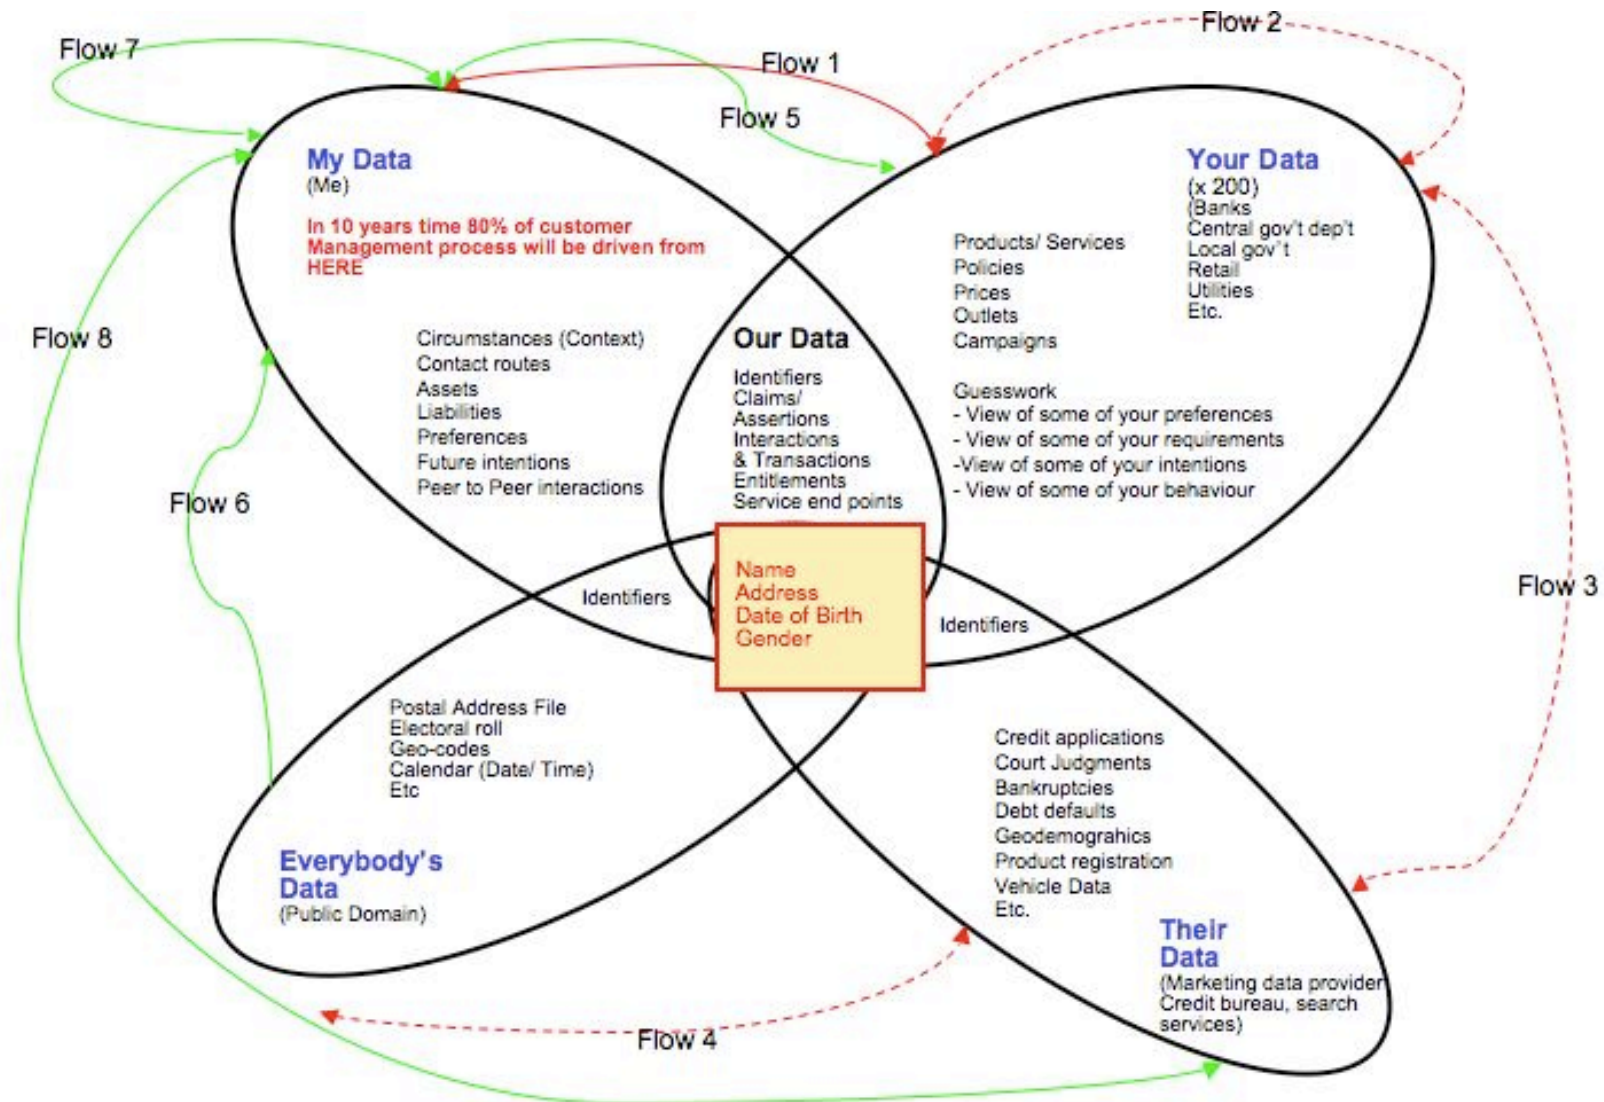 Flow 7
Flow 1
Flow 2
Flow 5
My Data
(Me)
In 10 years time 80% of customer
Management process will be driven from
HERE
Your Data
(x 200)
(Banks
Central gov't dep't
Local gov't
Retail
Utilities
Etc.
Products/ Services
Policies
Prices
Outlets
Campaigns
Guesswork
- View of some of your preferences
- View of some of your requirements
-View of some of your intentions
- View of some of your behaviour
Flow 8
Circumstances (Context)
Contact routes
Assets
Liabilities
Preferences
Future intentions
Peer to Peer interactions
Our Data
Identifiers
Claims/
Assertions
Interactions
& Transactions
Entitlements
Service end points
Flow 6
Flow 3
Identifiers
Name
Address
Date of Birth
Gender
Identifiers
Postal Address File
Electoral roll
Geo-codes
Calendar (Date/ Time)
Etc
Everybody's
Data
(Public Domain)
Credit applications
Court Judgments
Bankruptcies
Debt defaults
Geodemograhics
Product registration
Vehicle Data
Etc.
Their
Data
(Marketing data provider
Credit bureau, search
services)
Flow 4